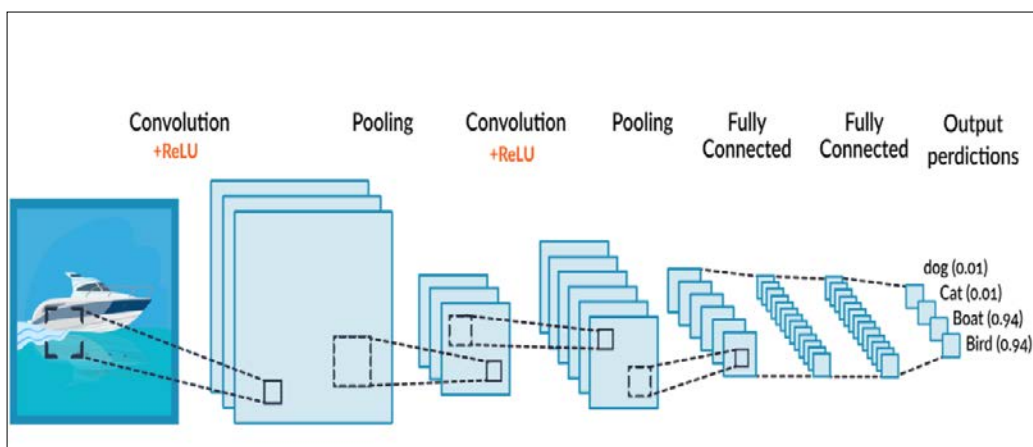 Convolution
+ReLU
Pooling
Convolution
+ReLU
Pooling
Fully
Connected
Fully
Connected
Output
perdictions
dog (0.01)
Cat (0.01)
Boat (0.94)
Bird (0.94)